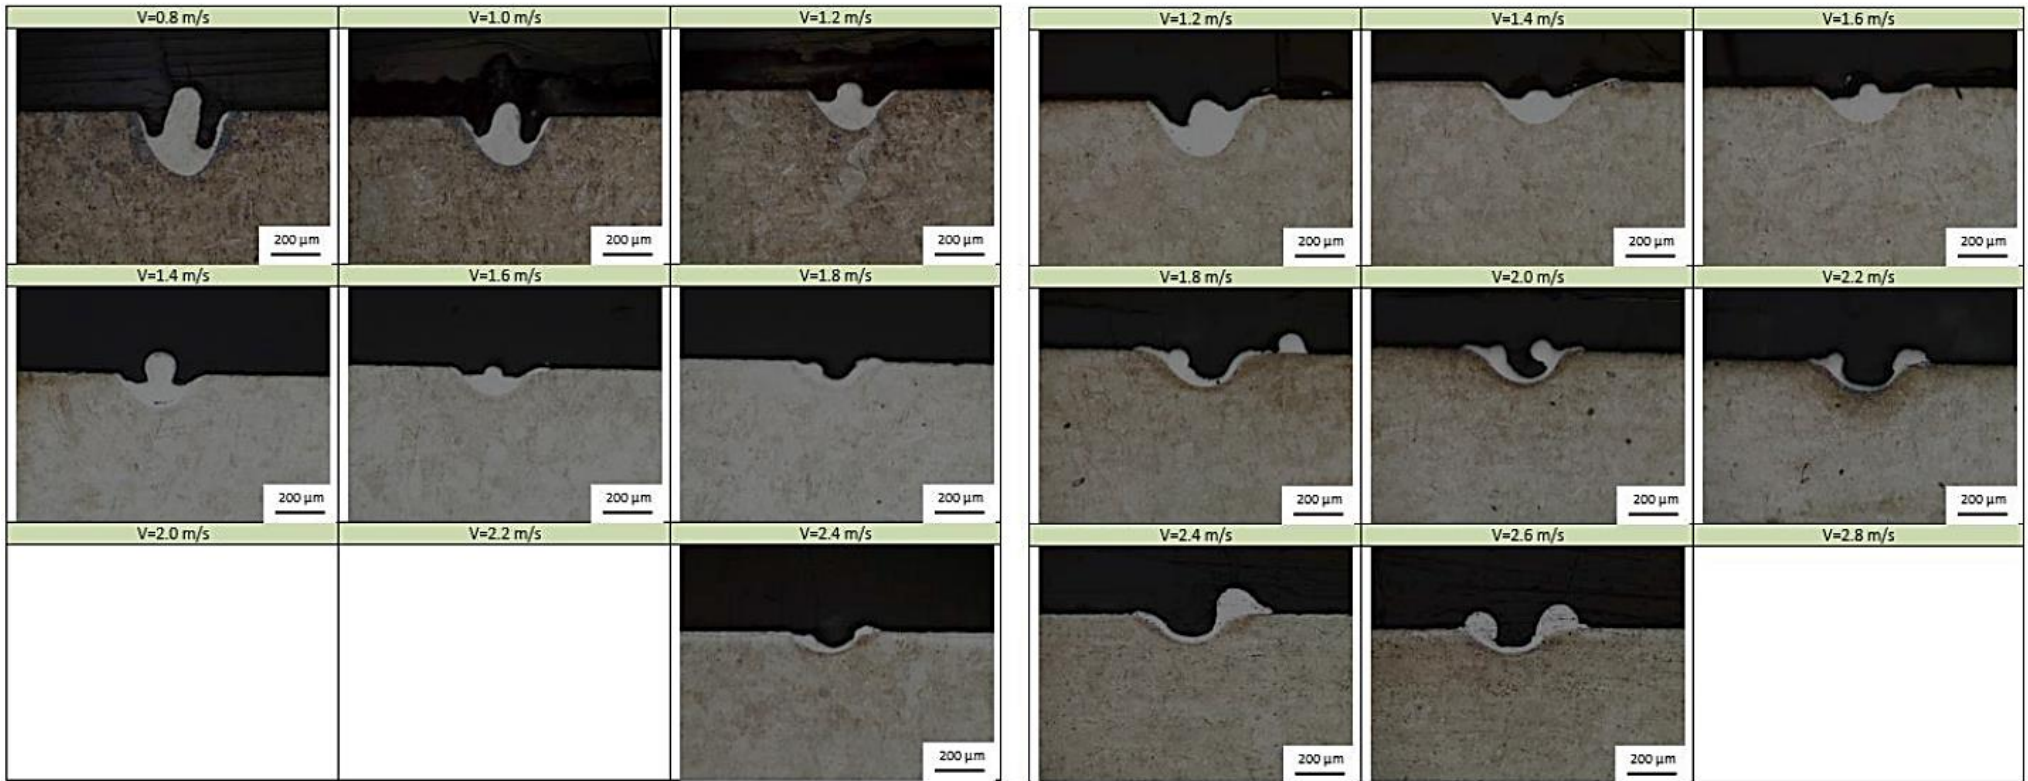 V=0.8 m/s V=1.0 m/s V=1.2 m/s
200 µm 200 µm 200 µm
V=1.4 m/s V=1.6 m/s V=1.8 m/s
200 µm 200 µm 200 µm
V=2.0 m/s V=2.2 m/s V=2.4 m/s
200 µm
V=1.2 m/s V=1.4 m/s V=1.6 m/s
200 µm 200 µm 200 µm
V=1.8 m/s V=2.0 m/s V=2.2 m/s
200 µm 200 µm 200 µm
V=2.4 m/s V=2.6 m/s V=2.8 m/s
200 µm 200 µm